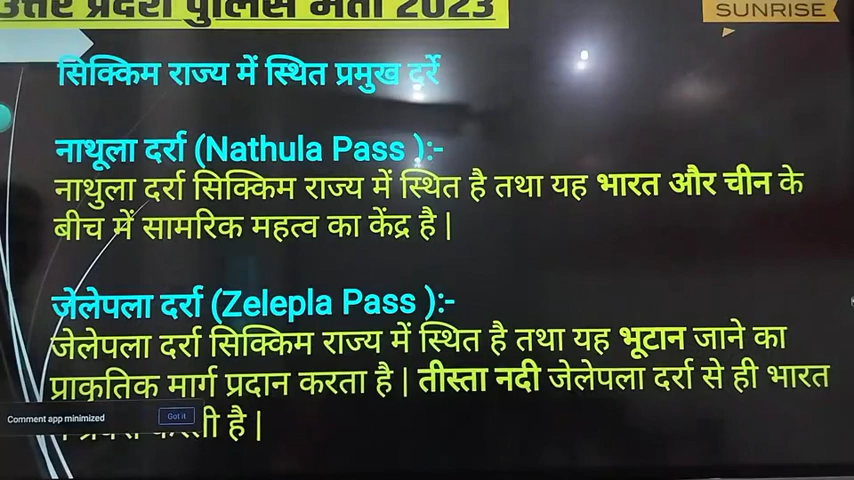 उत्तर प्रदेश पुलिस भर्ती 2023
SUNRISE
सिक्किम राज्य में स्थित प्रमुख दर्रे
नाथूला दर्रा (Nathula Pass ):-
नाथुला दर्रा सिक्किम राज्य में स्थित है तथा यह भारत और चीन के
बीच में सामरिक महत्व का केंद्र है |
जेलेपला दर्रा (Zelepla Pass ):-
जेलेपला दर्रा सिक्किम राज्य में स्थित है तथा यह भूटान जाने का
प्राकृतिक मार्ग प्रदान करता है | तीस्ता नदी जेलेपला दर्रा से ही भारत
है |
Comment app minimized
Got it